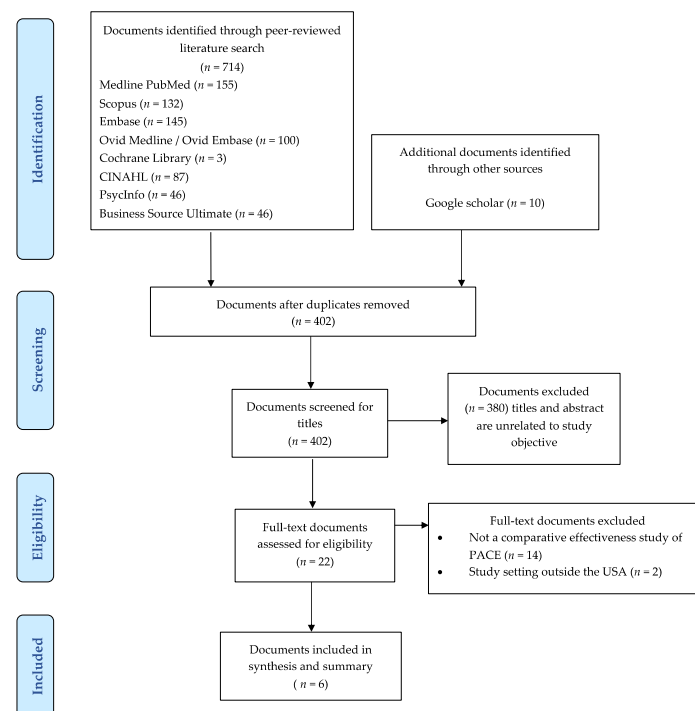 Identification
Documents identified through peer-reviewed
literature search
(n = 714)
Medline PubMed (n = 155)
Scopus (n = 132)
Embase (n = 145)
Ovid Medline / Ovid Embase (n = 100)
Cochrane Library (n = 3)
CINAHL (n = 87)
PsycInfo (n = 46)
Business Source Ultimate (n = 46)
Additional documents identified
through other sources
Google scholar (n = 10)
Screening
Documents after duplicates removed
(n = 402)
Documents screened for
titles
(n = 402)
Documents excluded
(n = 380) titles and abstract
are unrelated to study
objective
Eligibility
Full-text documents
assessed for eligibility
(n = 22)
Full-text documents excluded
• Not a comparative effectiveness study of
PACE (n = 14)
• Study setting outside the USA (n = 2)
Included
Documents included in
synthesis and summary
( n = 6)